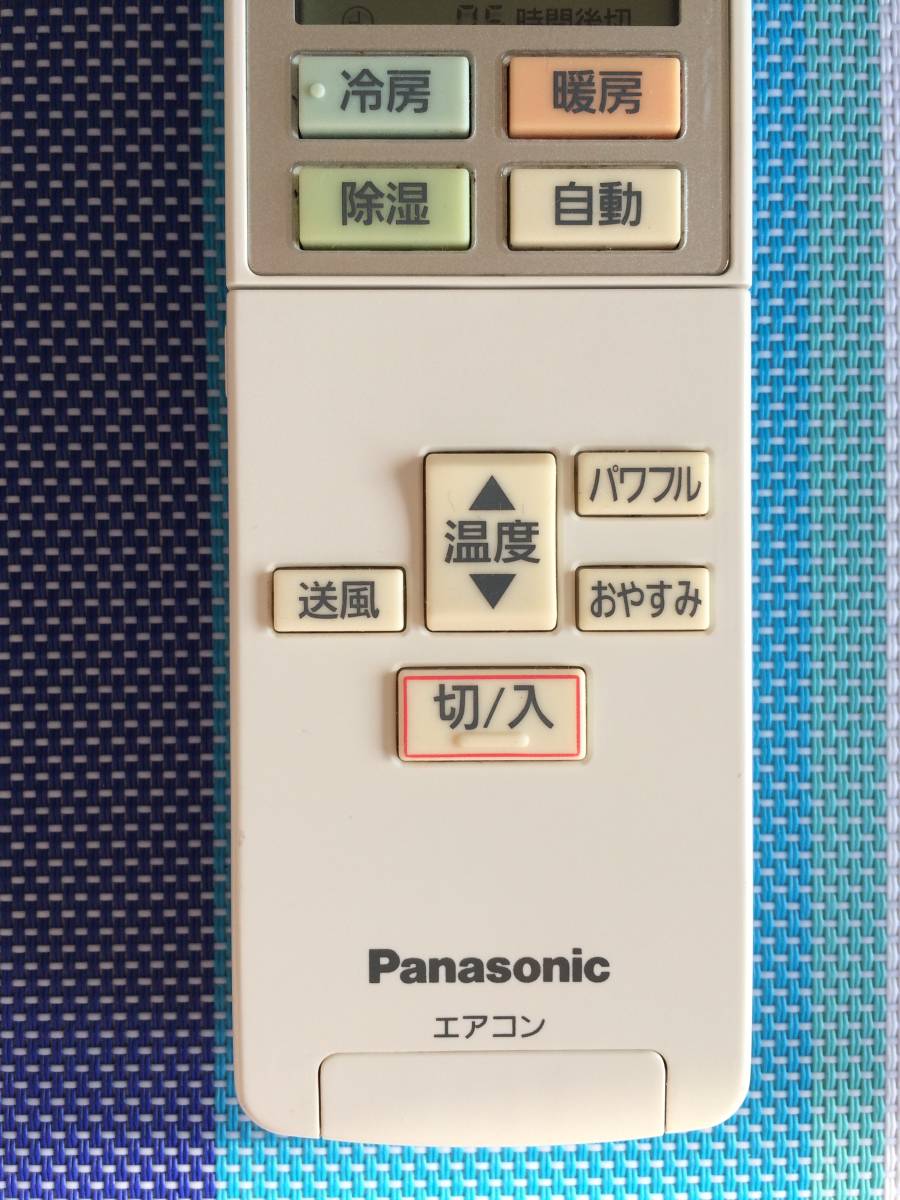 時間後切
冷房 暖房
除湿 自動
パワフル
温度
送風 おやすみ
切/入
Panasonic
エアコン